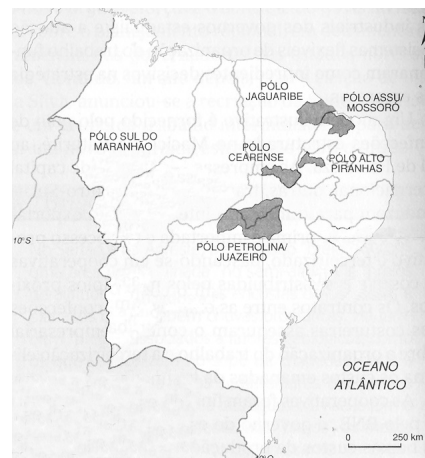 PÓLO
JAGUARIBE
PÓLO ASSU/
MOSSORÓ
PÓLO SUL DO
MARANHÃO
PÓLO
CEARENSE
PÓLO ALTO
PIRANHAS
10°S
PÓLO PETROLINA/
JUAZEIRO
OCEANO
ATLÂNTICO
0 250 km